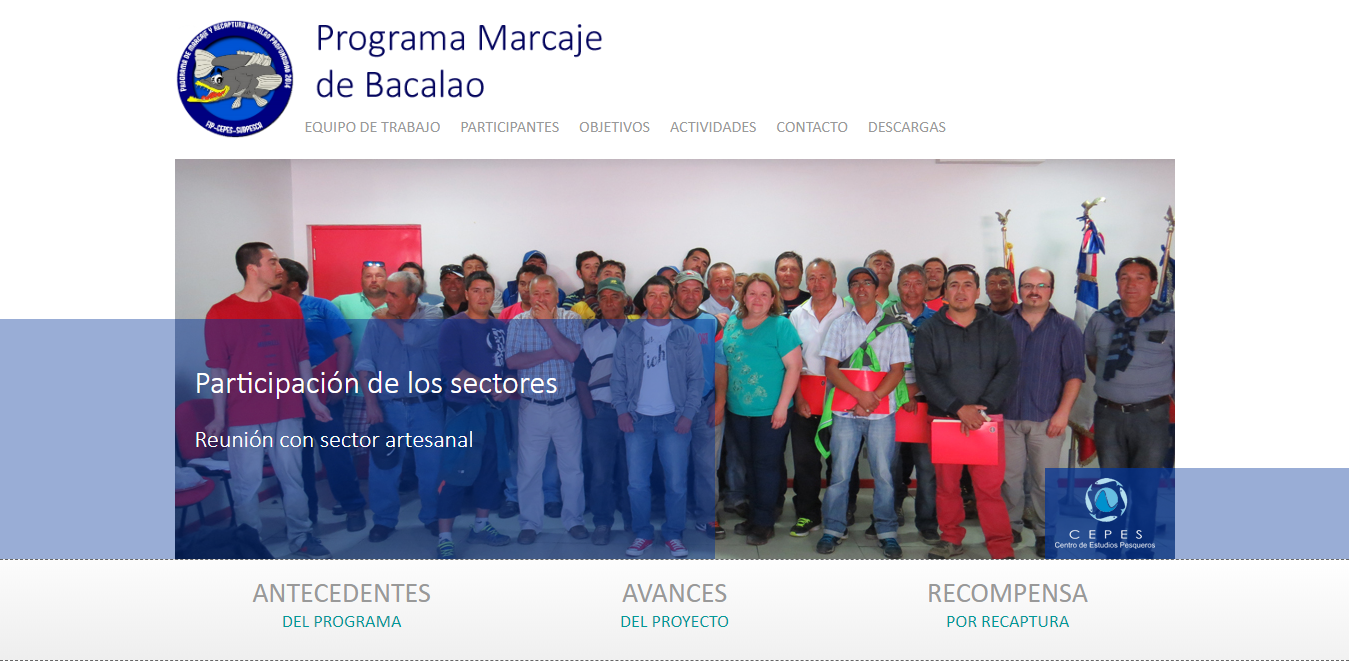 PROGRAMA DE MARCAJE Y RECAPTURA BACALAO PROFUNDIDAD 2014
FIP-CEPES-SUBPESCA
Programa Marcaje
de Bacalao
EQUIPO DE TRABAJO PARTICIPANTES OBJETIVOS ACTIVIDADES CONTACTO DESCARGAS
Participación de los sectores
Reunión con sector artesanal
CEPES
Centro de Estudios Pesqueros
ANTECEDENTES AVANCES RECOMPENSA
DEL PROGRAMA DEL PROYECTO POR RECAPTURA